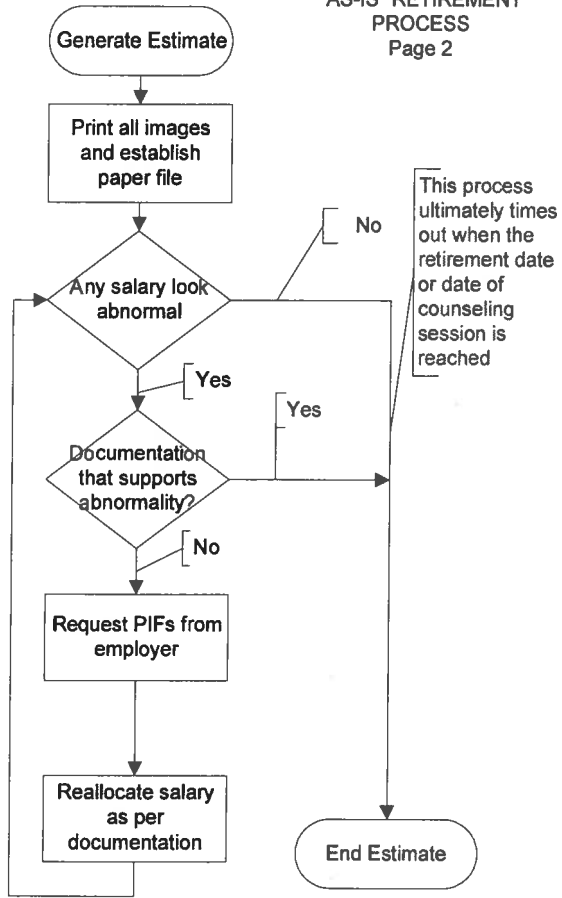 AS-IS RETIREMENT
PROCESS
Page 2
Generate Estimate
Print all images
and establish
paper file
This process
ultimately times
out when the
retirement date
or date of
counseling
session is
reached
No
Any salary look
abnormal
Yes
Yes
Documentation
that supports
abnormality?
No
Request PIFs from
employer
Reallocate salary
as per
documentation
End Estimate